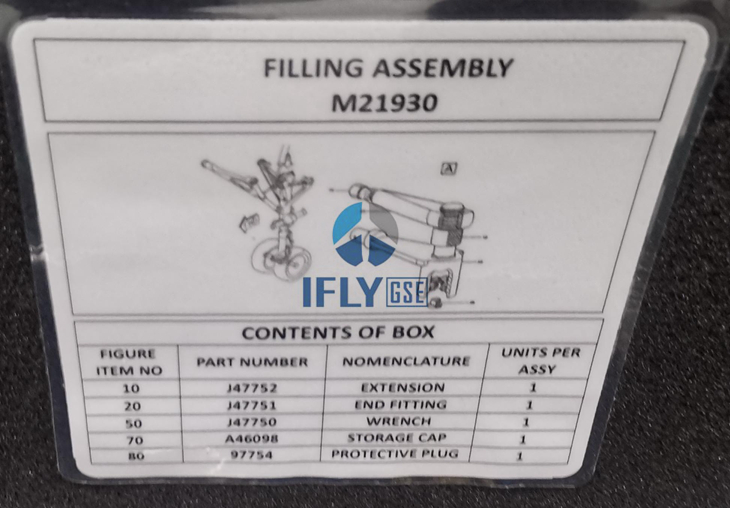 FILLING ASSEMBLY
M21930
A
IFLY GSE
CONTENTS OF BOX
FIGURE ITEM NO PART NUMBER NOMENCLATURE UNITS PER ASSY
10 J47752 EXTENSION 1
20 J47751 END FITTING 1
50 J47750 WRENCH 1
70 A46098 STORAGE CAP 1
80 97754 PROTECTIVE PLUG 1